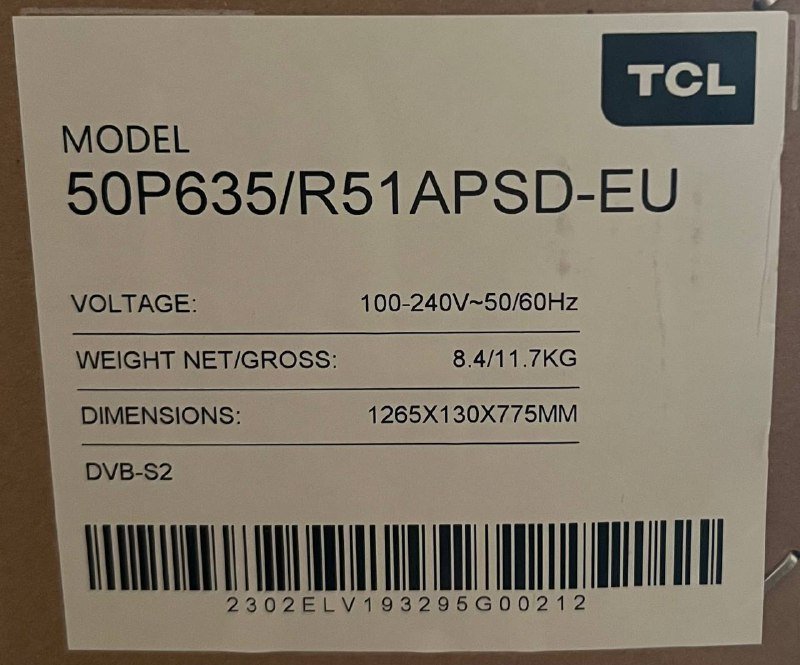 TCL
MODEL
50P635/R51APSD-EU
VOLTAGE: 100-240V~50/60Hz
WEIGHT NET/GROSS: 8.4/11.7KG
DIMENSIONS: 1265X130X775MM
DVB-S2
2302ELV193295G00212